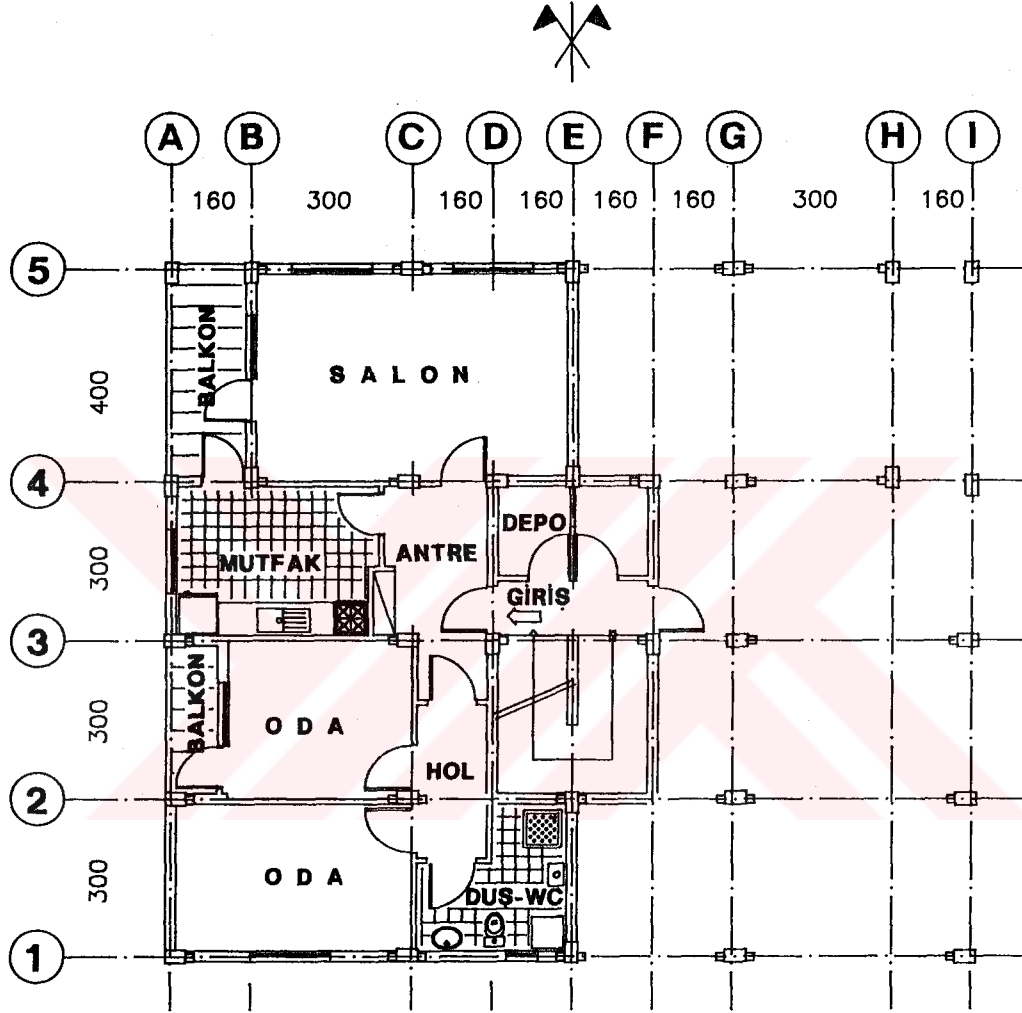 A B C D E F G H I
160 300 160 160 160 160 300 160
5
BALKON
SALON
400
4
DEPO
ANTRE
MUTFAK
300
GİRİS
3
BALKON
ODA
300
HOL
2
ODA
300
DUŞ-WC
1